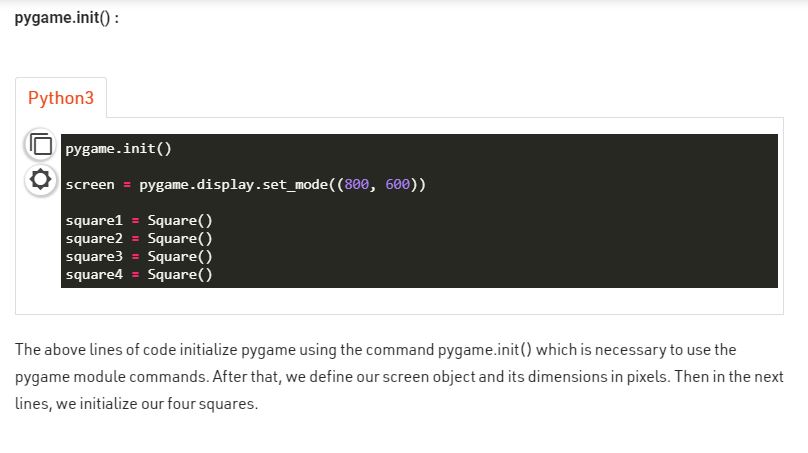 pygame.init() :
Python3
pygame.init()
screen = pygame.display.set_mode((800, 600))
square1 = Square()
square2 = Square()
square3 = Square()
square4 = Square()
The above lines of code initialize pygame using the command pygame.init() which is necessary to use the
pygame module commands. After that, we define our screen object and its dimensions in pixels. Then in the next
lines, we initialize our four squares.